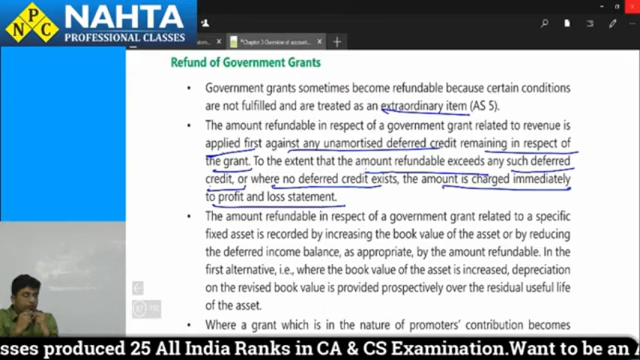 NAHTA
NPC
PROFESSIONAL CLASSES
*Chapter 3 Overview of account
Refund of Government Grants
• Government grants sometimes become refundable because certain conditions
are not fulfilled and are treated as an extraordinary item (AS 5).
• The amount refundable in respect of a government grant related to revenue is
applied first against any unamortised deferred credit remaining in respect of
the grant. To the extent that the amount refundable exceeds any such deferred
credit, or where no deferred credit exists, the amount is charged immediately
to profit and loss statement.
• The amount refundable in respect of a government grant related to a specific
fixed asset is recorded by increasing the book value of the asset or by reducing
the deferred income balance, as appropriate, by the amount refundable. In the
first alternative, i.e., where the book value of the asset is increased, depreciation
on the revised book value is provided prospectively over the residual useful life
of the asset.
• Where a grant which is in the nature of promoters' contribution becomes
sses produced 25 All India Ranks in CA & CS Examination.Want to be an